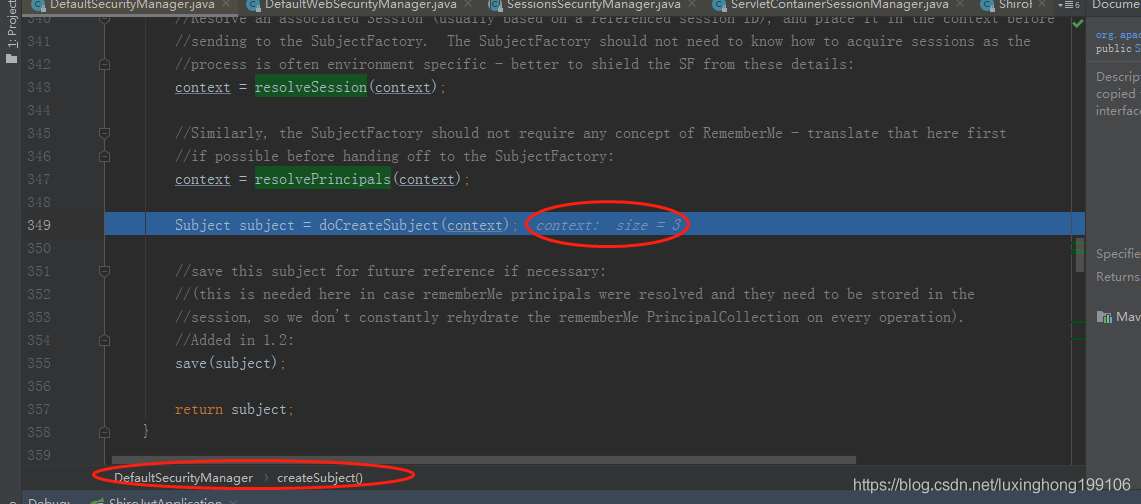 DefaultSecurityManager.java DefaultWebSecurityManager.java SessionsSecurityManager.java ServletContainerSessionManager.java ShiroH Docume
1: Project
340 //Resolve an associated Session (usually based on a referenced session ID), and place it in the context before
341 //sending to the SubjectFactory.  The SubjectFactory should not need to know how to acquire sessions as the
342 //process is often environment specific - better to shield the SF from these details:
343 context = resolveSession(context);
344
345 //Similarly, the SubjectFactory should not require any concept of RememberMe - translate that here first
346 //if possible before handing off to the SubjectFactory:
347 context = resolvePrincipals(context);
348
349 Subject subject = doCreateSubject(context); context: size = 3
350
351 //save this subject for future reference if necessary:
352 //(this is needed here in case rememberMe principals were resolved and they need to be stored in the
353 //session, so we don't constantly rehydrate the rememberMe PrincipalCollection on every operation).
354 //Added in 1.2:
355 save(subject);
356
357 return subject;
358 }
359
org.apac
public S
Descrip
copied
interface
Specifie
Returns
Mav
DefaultSecurityManager › createSubject()
Debug: ShiroJwtApplication
https://blog.csdn.net/luxinghong199106